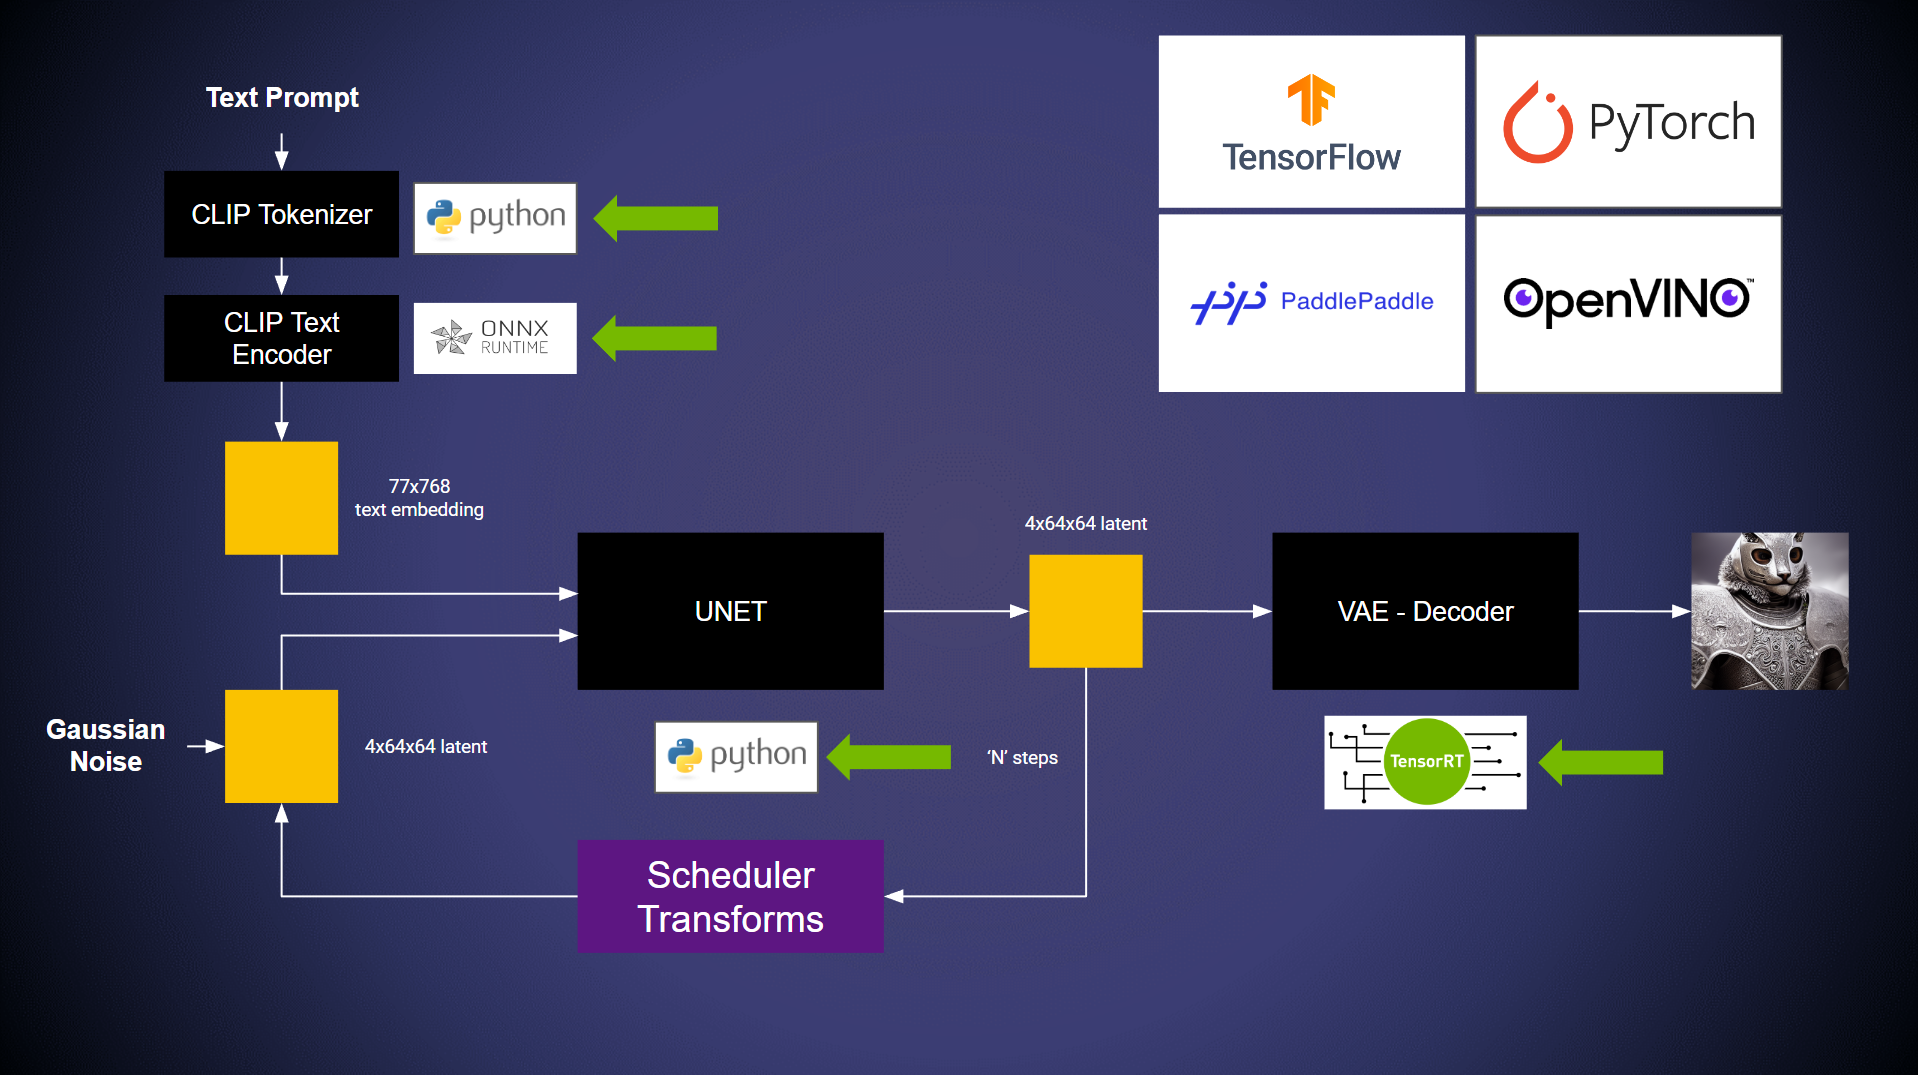 Text Prompt
CLIP Tokenizer
python
CLIP Text
Encoder
ONNX
RUNTIME
77x768
text embedding
Gaussian
Noise
4x64x64 latent
UNET
python
'N' steps
Scheduler
Transforms
4x64x64 latent
VAE - Decoder
TensorRT
TensorFlow
PyTorch
PaddlePaddle
OpenVINO™